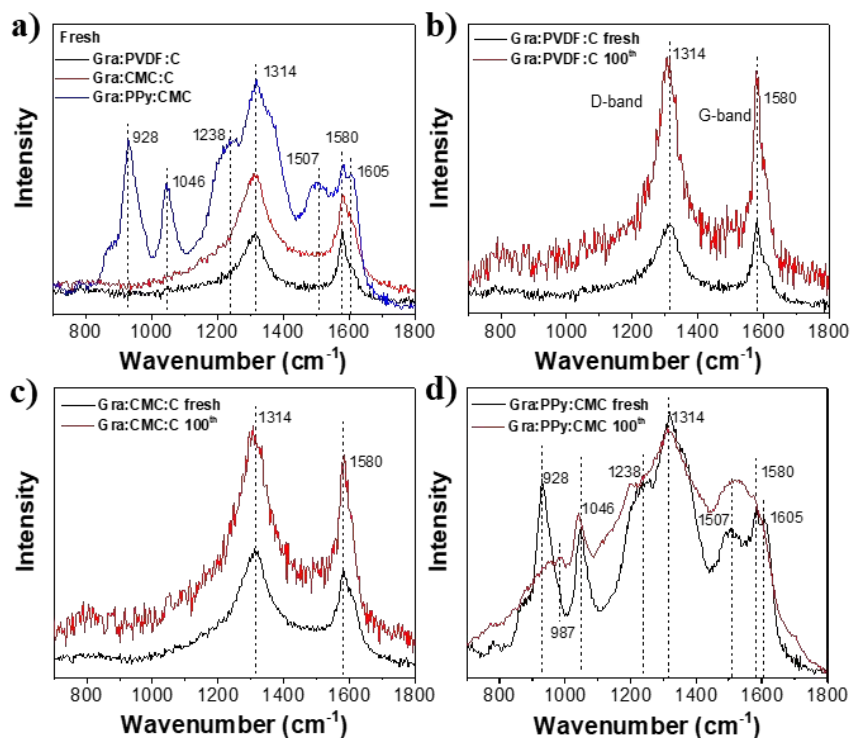 a)
Fresh
Gra:PVDF:C
Gra:CMC:C
Gra:PPy:CMC
928
1046
1238
1314
1507
1580
1605
Intensity
800 1000 1200 1400 1600 1800
Wavenumber (cm-1)
b)
Gra:PVDF:C fresh
Gra:PVDF:C 100th
1314
D-band
G-band
1580
Intensity
800 1000 1200 1400 1600 1800
Wavenumber (cm-1)
c)
Gra:CMC:C fresh
Gra:CMC:C 100th
1314
1580
Intensity
800 1000 1200 1400 1600 1800
Wavenumber (cm-1)
d)
Gra:PPy:CMC fresh
Gra:PPy:CMC 100th
928
987
1046
1238
1314
1507
1580
1605
Intensity
800 1000 1200 1400 1600 1800
Wavenumber (cm-1)